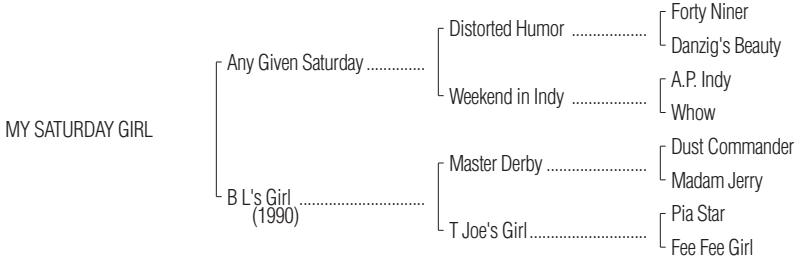 Forty Niner
Distorted Humor ..................
Danzig's Beauty
Any Given Saturday ..............
A.P. Indy
Weekend in Indy ..................
Whow
MY SATURDAY GIRL
Dust Commander
Master Derby ........................
Madam Jerry
B L's Girl ..............................
(1990)
Pia Star
T Joe's Girl............................
Fee Fee Girl